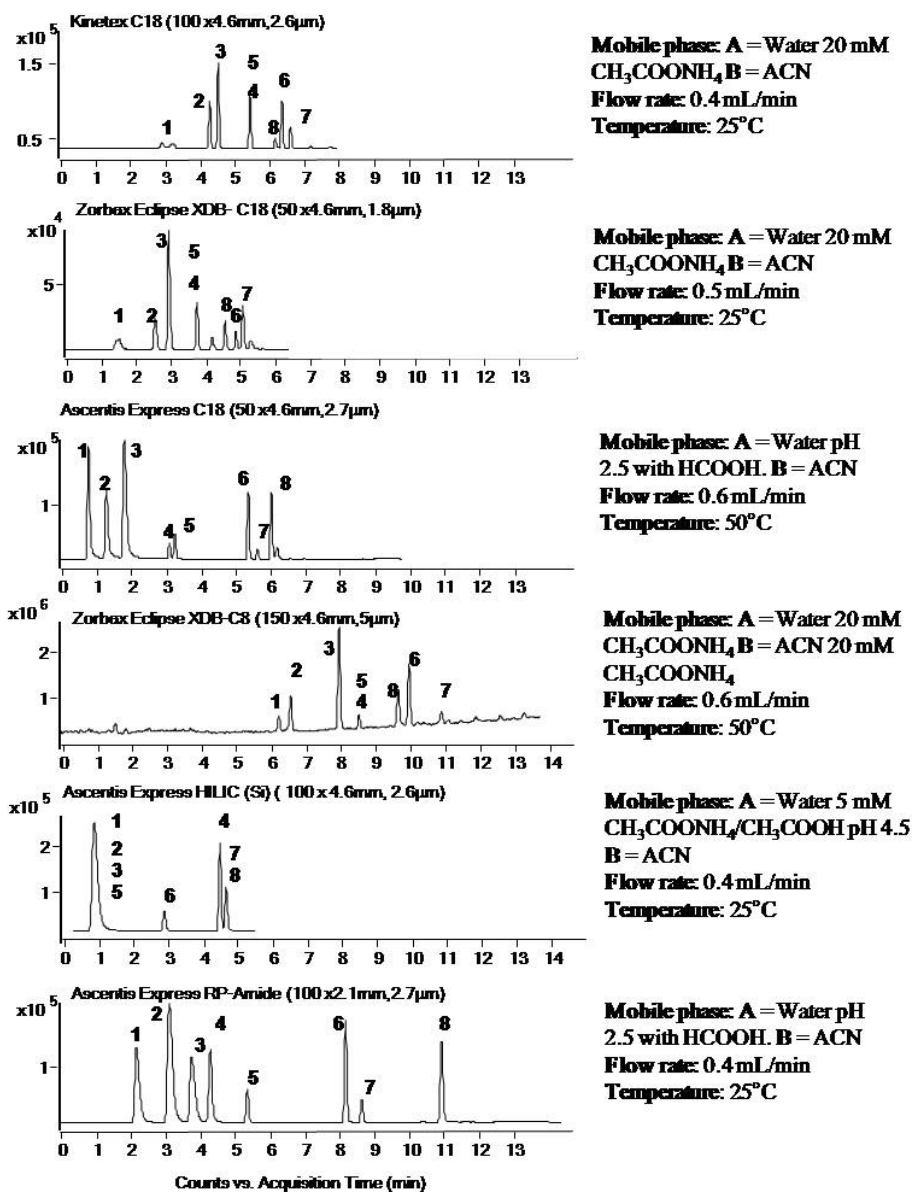 Kinetex C18 (100 x4.6mm,2.6µm)
x10 5
1.5
0.5
1
2
3
5
4
8
6
7
0 1 2 3 4 5 6 7 8 9 10 11 12 13
Mobile phase: A = Water 20 mM
CH3COONH4 B = ACN
Flow rate: 0.4 mL/min
Temperature: 25°C
Zorbax Eclipse XDB- C18 (50 x4.6mm,1.8µm)
x10 4
5
1
2
3
5
4
8
6
7
0 1 2 3 4 5 6 7 8 9 10 11 12 13
Mobile phase: A = Water 20 mM
CH3COONH4 B = ACN
Flow rate: 0.5 mL/min
Temperature: 25°C
Ascentis Express C18 (50 x4.6mm,2.7µm)
x10 5
1
1
2
3
4
5
6
7
8
0 1 2 3 4 5 6 7 8 9 10 11 12 13
Mobile phase: A = Water pH
2.5 with HCOOH. B = ACN
Flow rate: 0.6 mL/min
Temperature: 50°C
Zorbax Eclipse XDB-C8 (150 x4.6mm,5µm)
x10 6
2
1
1
2
3
5
4
8
6
7
0 1 2 3 4 5 6 7 8 9 10 11 12 13 14
Mobile phase: A = Water 20 mM
CH3COONH4 B = ACN 20 mM
CH3COONH4
Flow rate: 0.6 mL/min
Temperature: 50°C
Ascentis Express HILIC (Si) ( 100 x 4.6mm, 2.6µm)
x10 5
2
1
1
2
3
5
6
4
7
8
0 1 2 3 4 5 6 7 8 9 10 11 12 13 14
Mobile phase: A = Water 5 mM
CH3COONH4/CH3COOH pH 4.5
B = ACN
Flow rate: 0.4 mL/min
Temperature: 25°C
Ascentis Express RP-Amide (100 x2.1mm,2.7µm)
x10 5
1
1
2
3
4
5
6
7
8
0 1 2 3 4 5 6 7 8 9 10 11 12 13
Mobile phase: A = Water pH
2.5 with HCOOH. B = ACN
Flow rate: 0.4 mL/min
Temperature: 25°C
Counts vs. Acquisition Time (min)